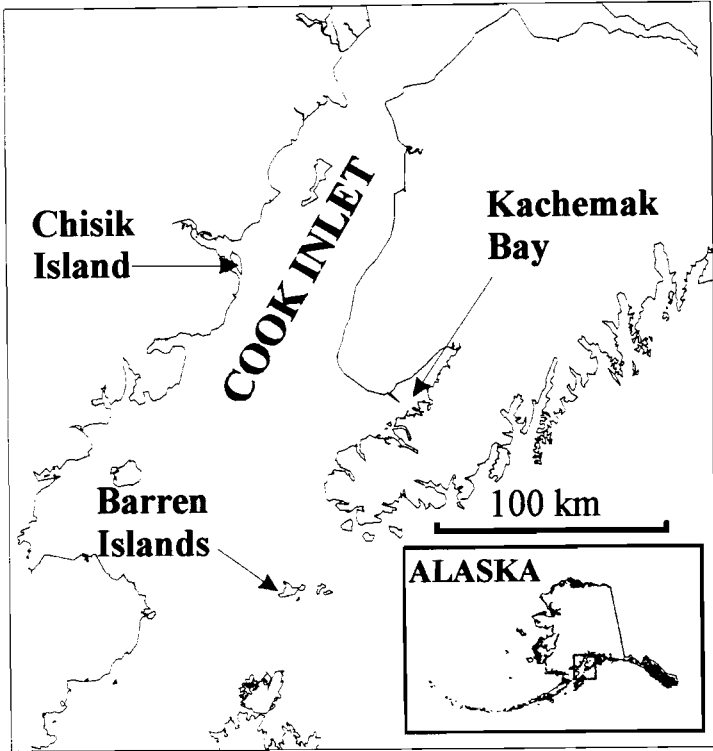 Chisik
Island
COOK INLET
Kachemak
Bay
Barren
Islands
100 km
ALASKA